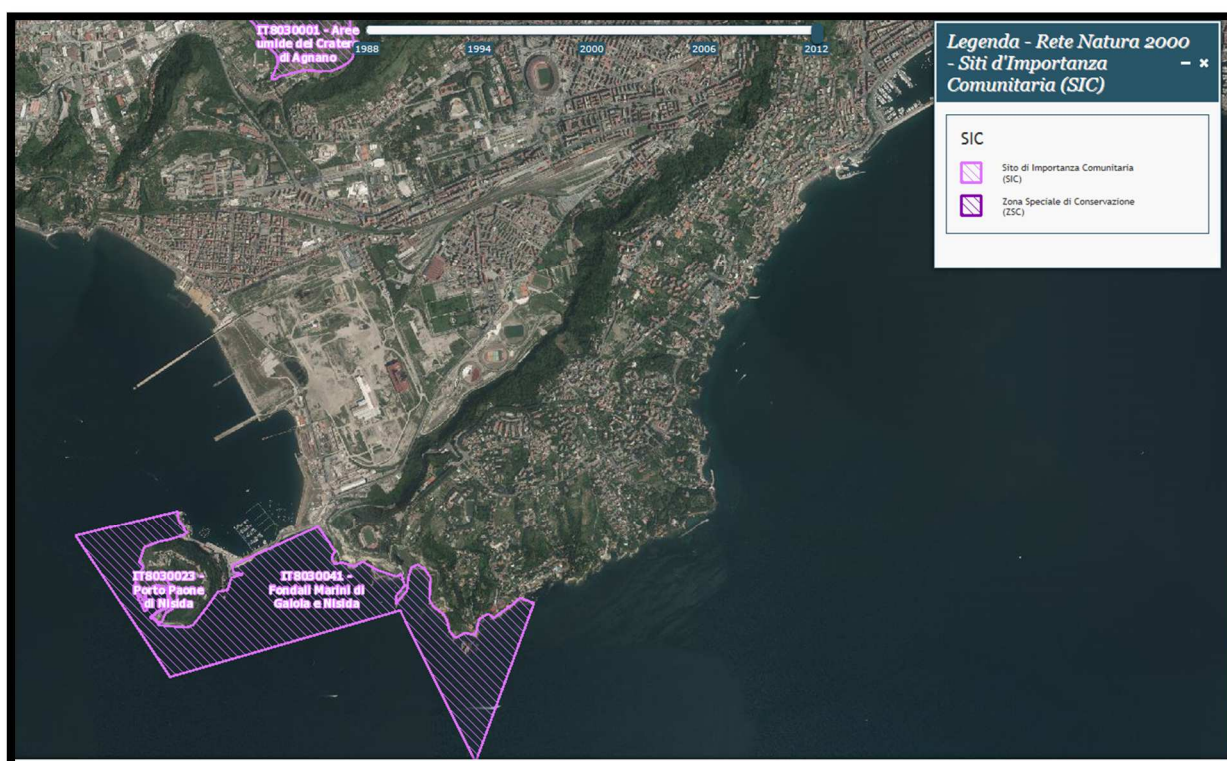 IT8030001 - Aree
umide del Cratere
di Agnano
1988
1994
2000
2006
2012
Legenda - Rete Natura 2000
- Siti d'Importanza
Comunitaria (SIC)
SIC
Sito di Importanza Comunitaria
(SIC)
Zona Speciale di Conservazione
(ZSC)
IT8030023 -
Porto Paone
di Nisida
IT8030041 -
Fondali Marini di
Gaiola e Nisida